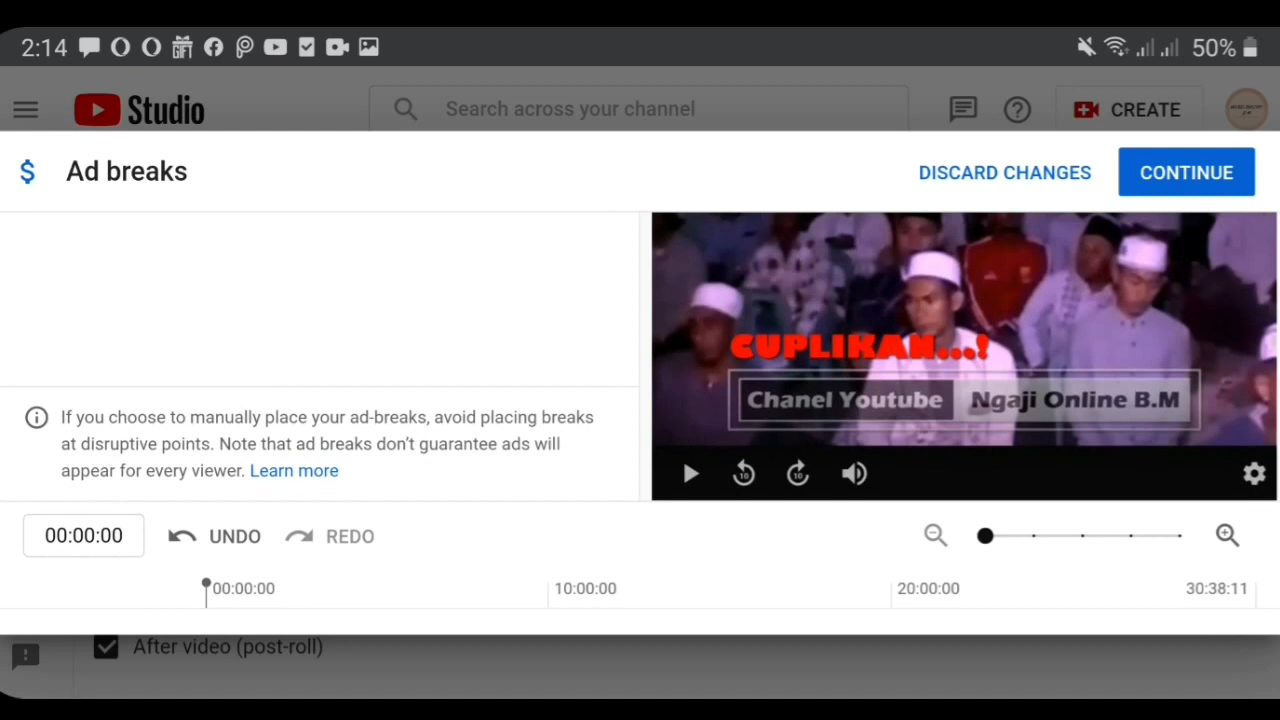 2:14
GIFT
50%
Studio
Search across your channel
CREATE
Ad breaks
DISCARD CHANGES
CONTINUE
CUPLIKAN...!
Chanel Youtube Ngaji Online B.M
If you choose to manually place your ad-breaks, avoid placing breaks
at disruptive points. Note that ad breaks don't guarantee ads will
appear for every viewer. Learn more
10
10
00:00:00
UNDO
REDO
00:00:00
10:00:00
20:00:00
30:38:11
After video (post-roll)